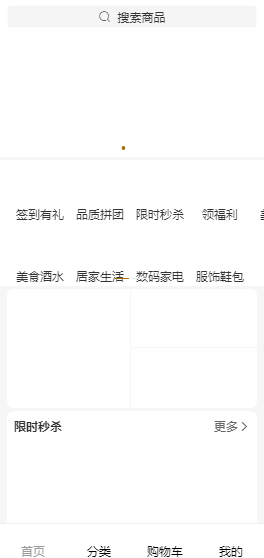 搜索商品
签到有礼 品质拼团 限时秒杀 领福利
美食酒水 居家生活 数码家电 服饰鞋包
限时秒杀 更多
首页 分类 购物车 我的